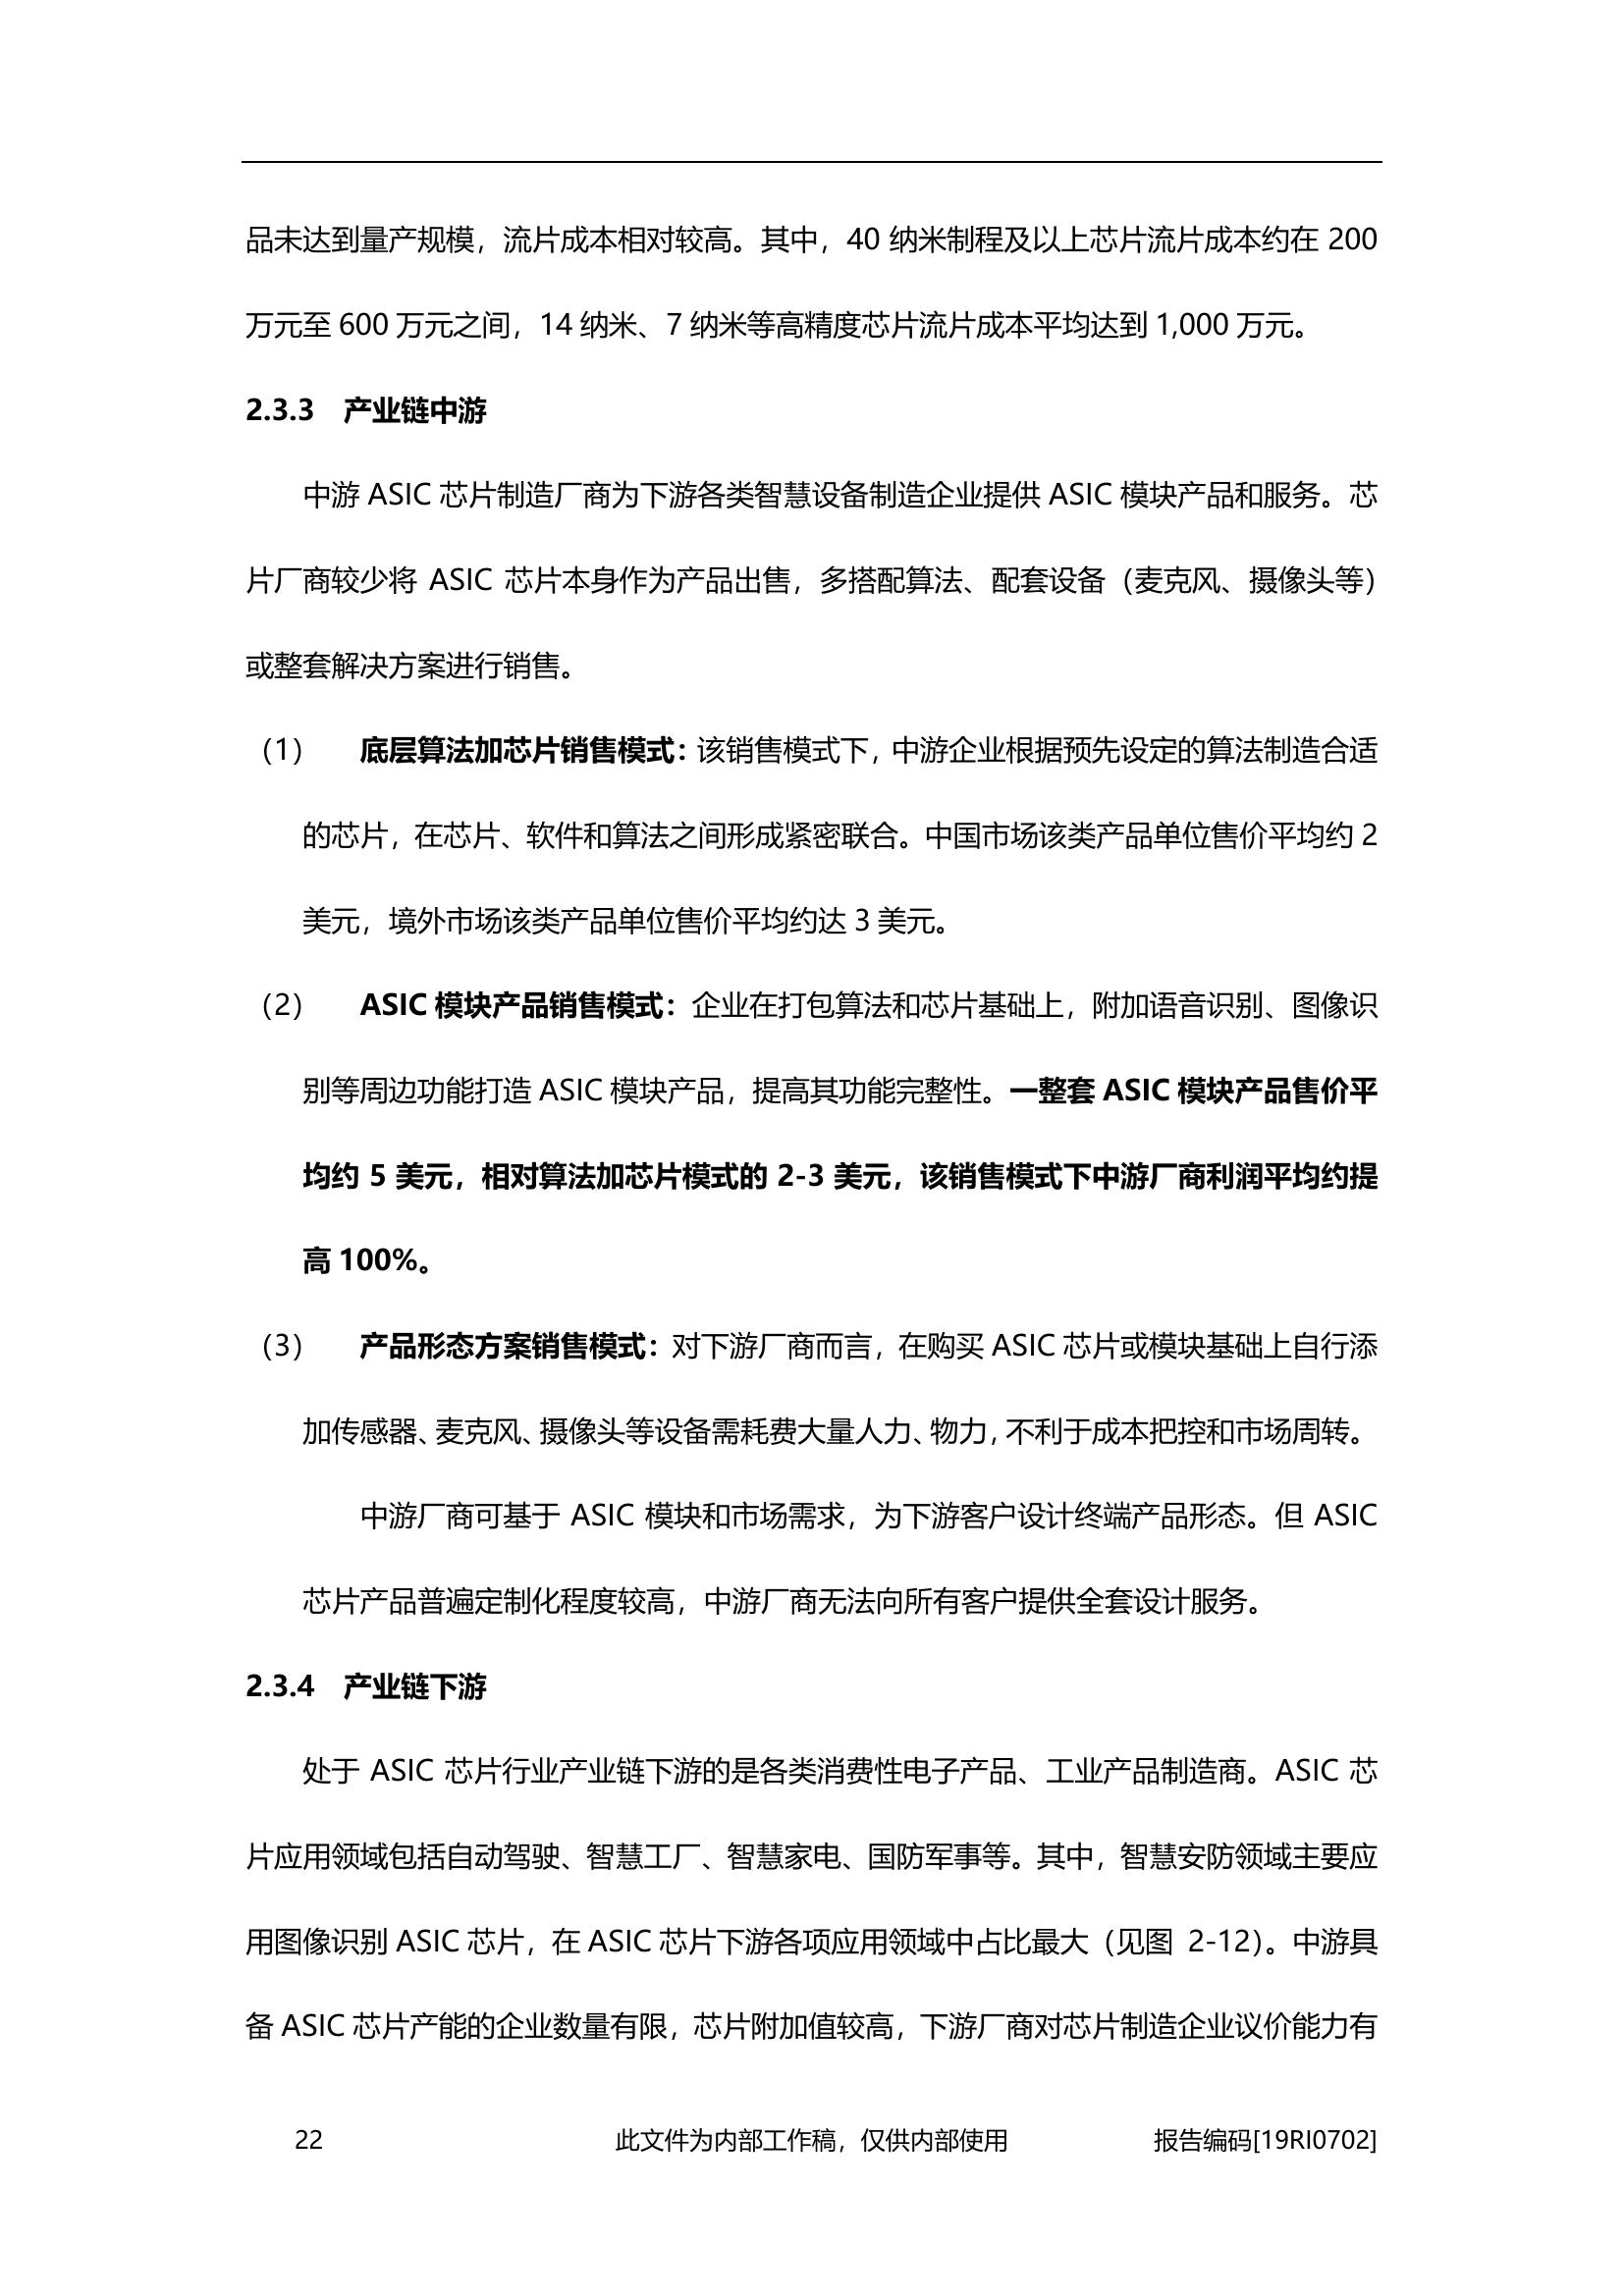 品未达到量产规模，流片成本相对较高。其中，40 纳米制程及以上芯片流片成本约在 200
万元至 600 万元之间，14 纳米、7 纳米等高精度芯片流片成本平均达到 1,000 万元。
2.3.3 产业链中游
中游 ASIC 芯片制造厂商为下游各类智慧设备制造企业提供 ASIC 模块产品和服务。芯
片厂商较少将 ASIC 芯片本身作为产品出售，多搭配算法、配套设备（麦克风、摄像头等）
或整套解决方案进行销售。
（1） 底层算法加芯片销售模式：该销售模式下，中游企业根据预先设定的算法制造合适
的芯片，在芯片、软件和算法之间形成紧密联合。中国市场该类产品单位售价平均约 2
美元，境外市场该类产品单位售价平均约达 3 美元。
（2） ASIC 模块产品销售模式：企业在打包算法和芯片基础上，附加语音识别、图像识
别等周边功能打造 ASIC 模块产品，提高其功能完整性。一整套 ASIC 模块产品售价平
均约 5 美元，相对算法加芯片模式的 2-3 美元，该销售模式下中游厂商利润平均约提
高 100%。
（3） 产品形态方案销售模式：对下游厂商而言，在购买 ASIC 芯片或模块基础上自行添
加传感器、麦克风、摄像头等设备需耗费大量人力、物力，不利于成本把控和市场周转。
中游厂商可基于 ASIC 模块和市场需求，为下游客户设计终端产品形态。但 ASIC
芯片产品普遍定制化程度较高，中游厂商无法向所有客户提供全套设计服务。
2.3.4 产业链下游
处于 ASIC 芯片行业产业链下游的是各类消费性电子产品、工业产品制造商。ASIC 芯
片应用领域包括自动驾驶、智慧工厂、智慧家电、国防军事等。其中，智慧安防领域主要应
用图像识别 ASIC 芯片，在 ASIC 芯片下游各项应用领域中占比最大（见图 2-12）。中游具
备 ASIC 芯片产能的企业数量有限，芯片附加值较高，下游厂商对芯片制造企业议价能力有
22 此文件为内部工作稿，仅供内部使用 报告编码[19RI0702]